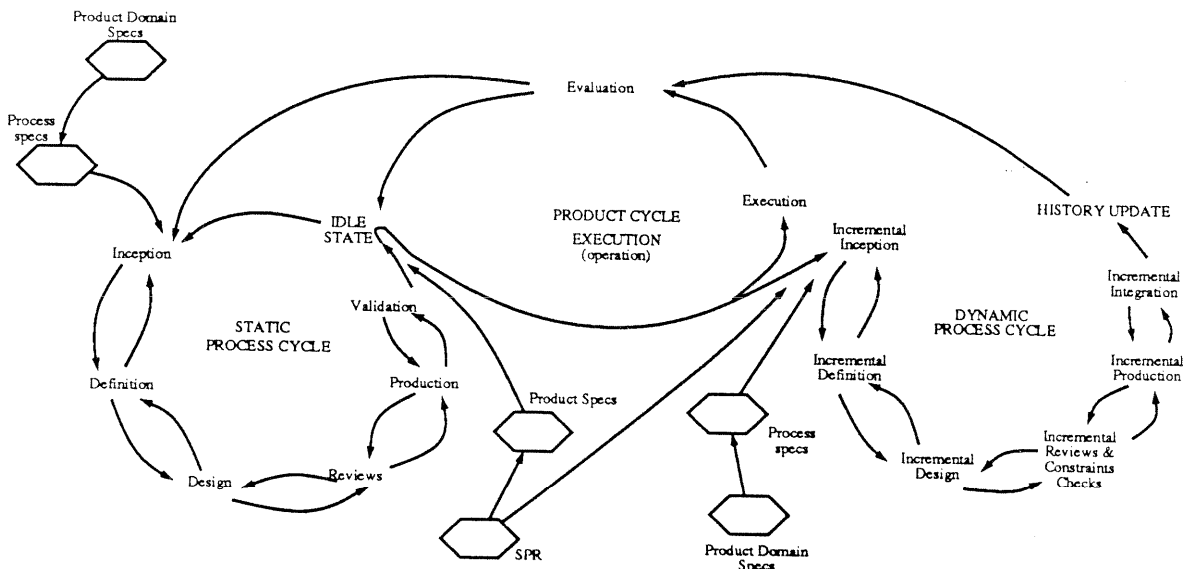 Product Domain
Specs
Process
specs
Evaluation
IDLE
STATE
PRODUCT CYCLE
EXECUTION
(operation)
Execution
HISTORY UPDATE
Inception
Incremental
Inception
Incremental
Integration
Validation
STATIC
PROCESS CYCLE
DYNAMIC
PROCESS CYCLE
Definition
Production
Product Specs
Incremental
Definition
Incremental
Production
Process
specs
Design
Reviews
Incremental
Design
Incremental
Reviews &
Constraints
Checks
SPR
Product Domain
Specs